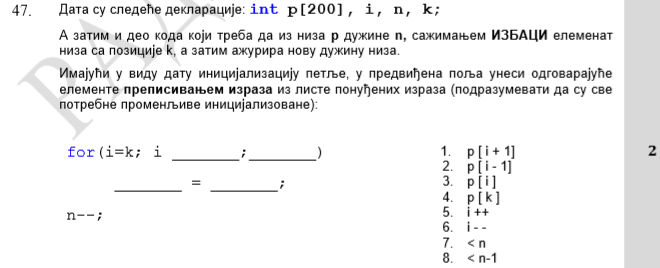 47. Дата су следеће декларације: int p[200], i, n, k;
А затим и део кода који треба да из низа p дужине n, сажимањем ИЗБАЦИ елеменат
низа са позиције k, а затим ажурира нову дужину низа.
Имајући у виду дату иницијализацију петље, у предвиђена поља унеси одговарајуће
елементе преписивањем израза из листе понуђених израза (подразумевати да су све
потребне променљиве иницијализоване):
for(i=k; i ________;________)
________ = ________;
n--;
1. p[i + 1]
2. p[i - 1]
3. p[i]
4. p[k]
5. i ++
6. i - -
7. < n
8. < n-1
2